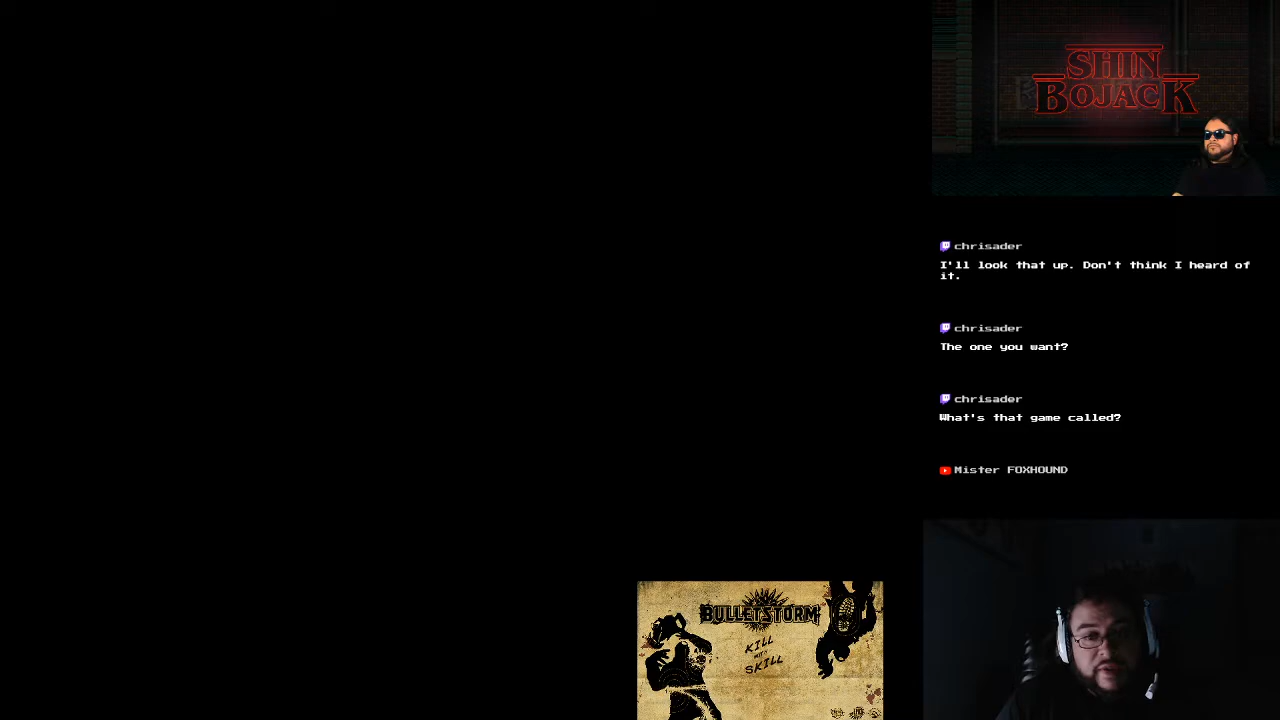 SHIN
BOJACK
chrisader
I'll look that up. Don't think I heard of
it.
chrisader
The one you want?
chrisader
What's that game called?
Mister FOXHOUND
BULLETSTORM
KILL
SKILL